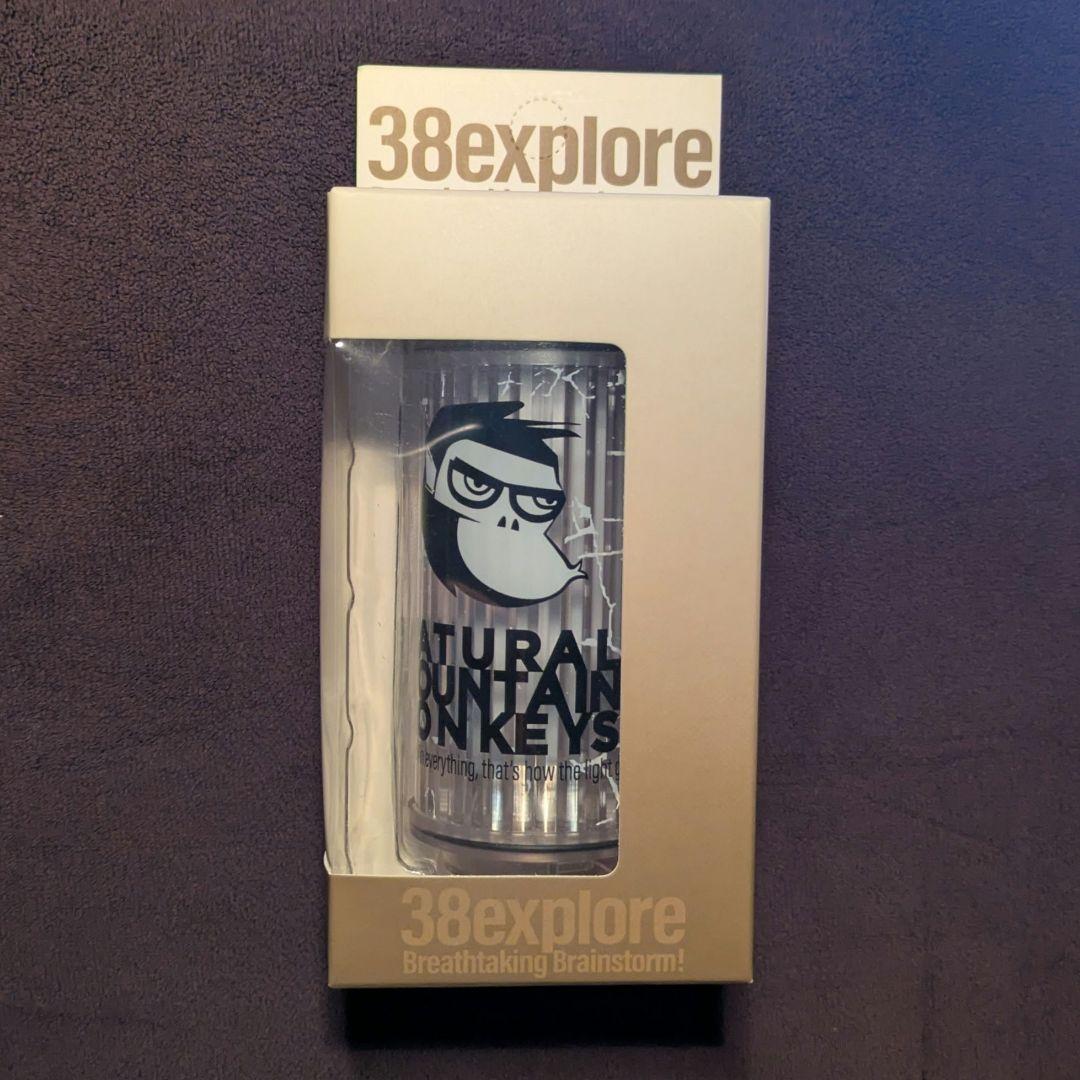 38explore
ATURAL
OUNTAIN
ONKEYS
everything, that's how the light g
38explore
Breathtaking Brainstorm!